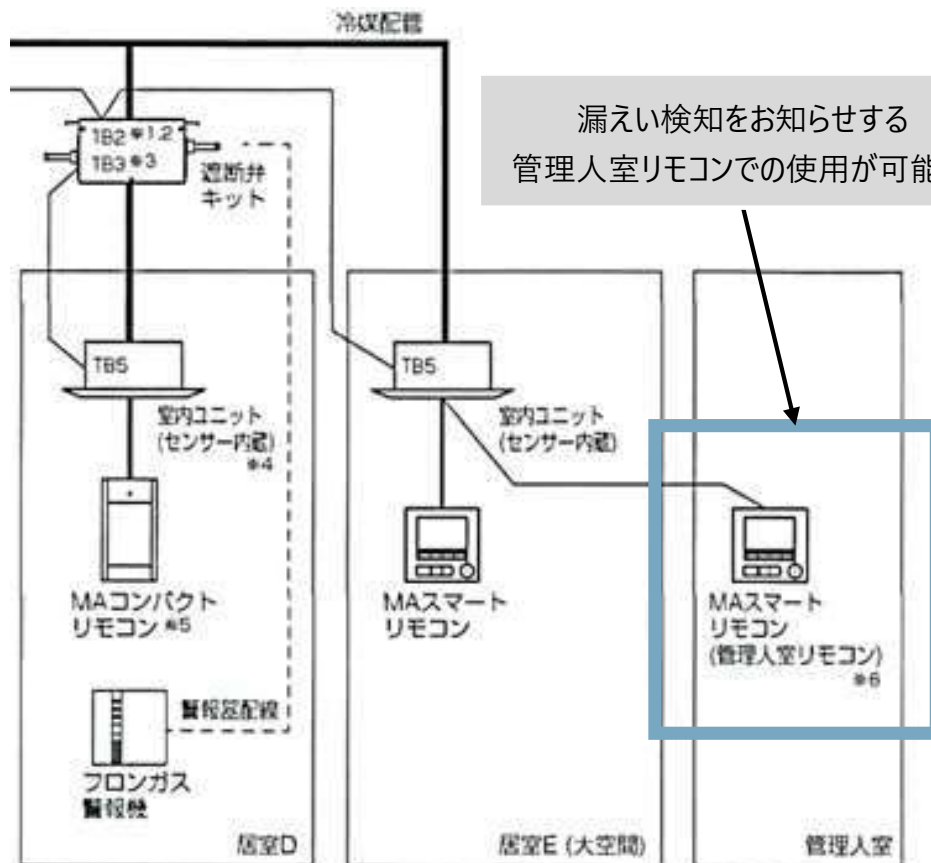 冷媒配管
漏えい検知をお知らせする
管理人室リモコンでの使用が可能
TB2 ※1,2
TB3 ※3
遮断弁
キット
TB5
室内ユニット
(センサー内蔵)
※4
MAコンパクト
リモコン ※5
警報器配線
フロンガス
警報機
居室D
TB5
室内ユニット
(センサー内蔵)
MAスマート
リモコン
居室E (大空間)
MAスマート
リモコン
(管理人室リモコン)
※6
管理人室